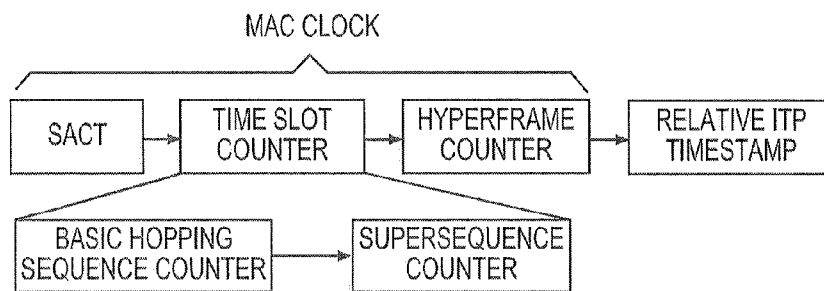 MAC CLOCK
SACT
TIME SLOT
COUNTER
HYPERFRAME
COUNTER
RELATIVE ITP
TIMESTAMP
BASIC HOPPING
SEQUENCE COUNTER
SUPERSEQUENCE
COUNTER